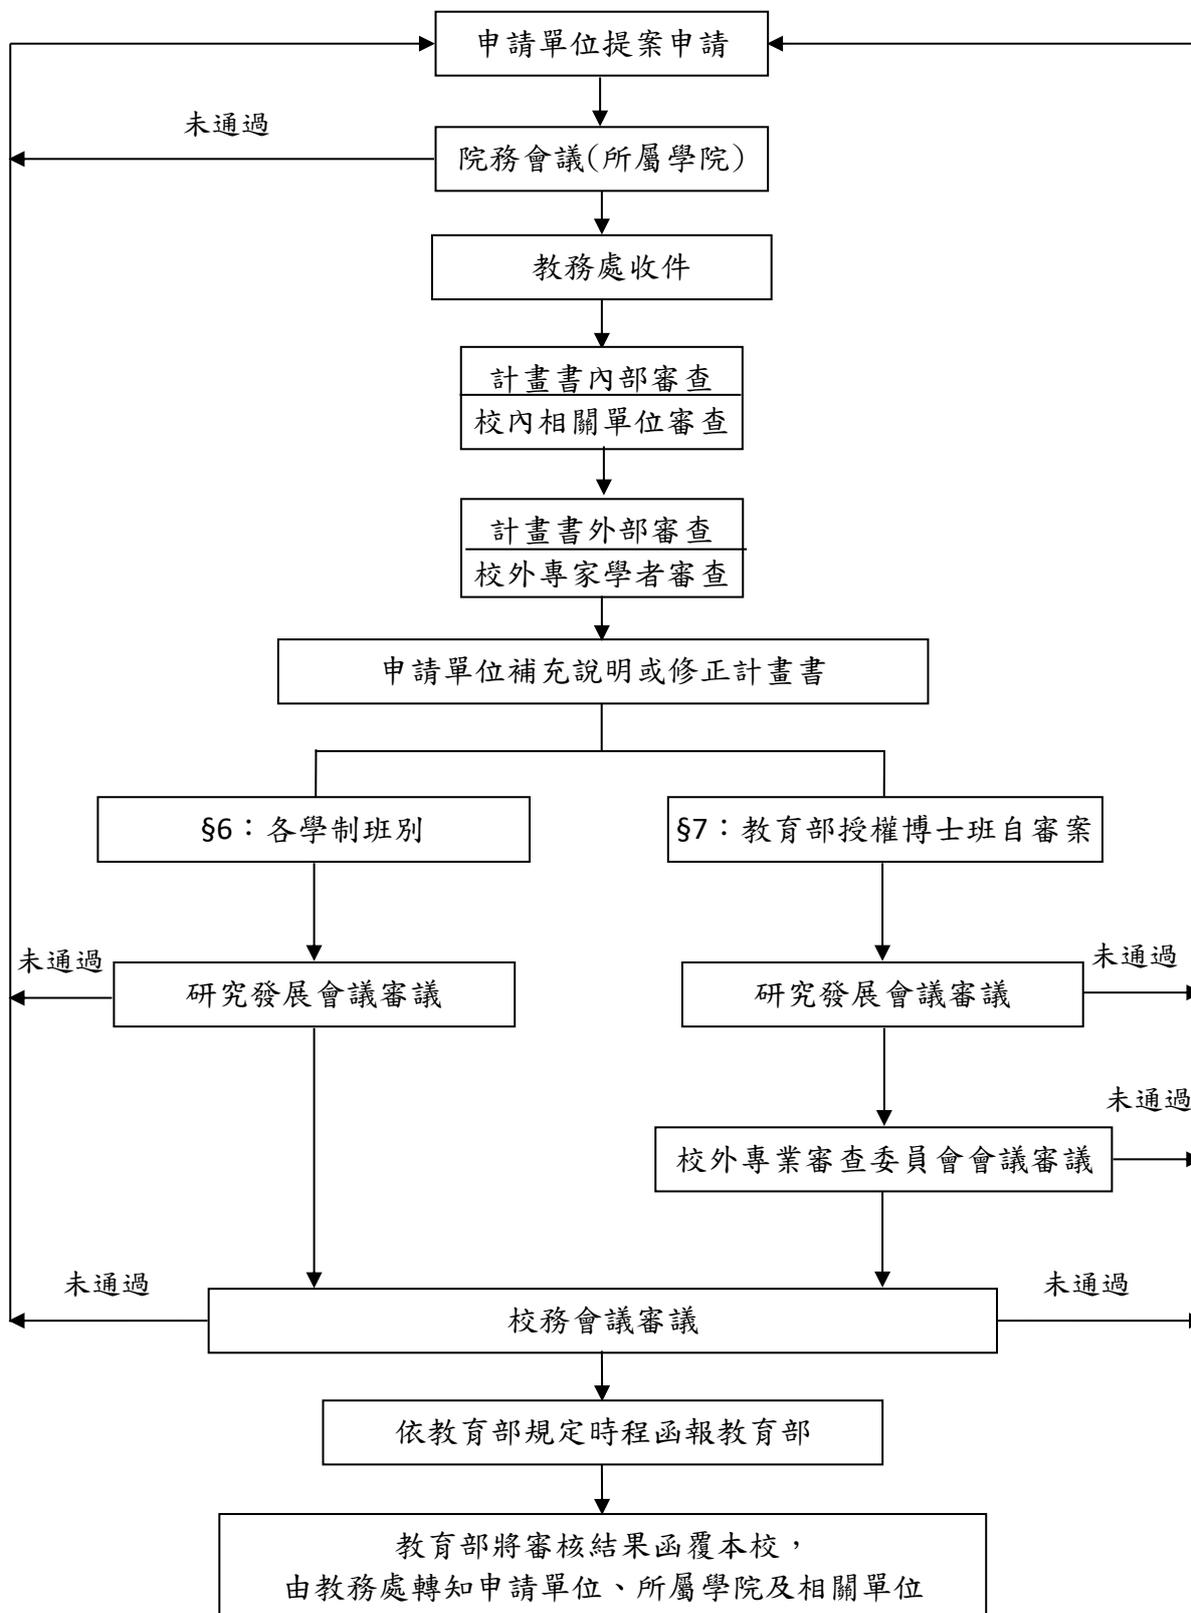 申請單位提案申請
未通過
院務會議(所屬學院)
教務處收件
計畫書內部審查
校內相關單位審查
計畫書外部審查
校外專家學者審查
申請單位補充說明或修正計畫書
§6：各學制班別
§7：教育部授權博士班自審案
未通過
研究發展會議審議
研究發展會議審議
未通過
未通過
校外專業審查委員會會議審議
未通過
校務會議審議
未通過
依教育部規定時程函報教育部
教育部將審核結果函覆本校，
由教務處轉知申請單位、所屬學院及相關單位